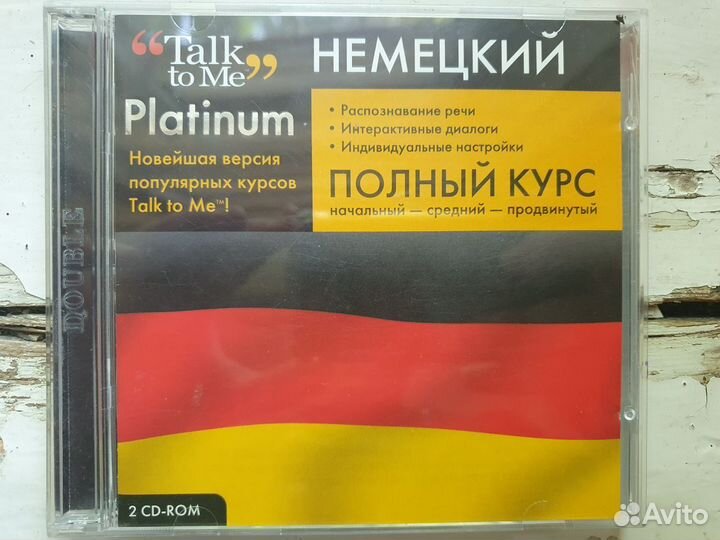 “Talk
to Me”
Platinum
Новейшая версия
популярных курсов
Talk to Me™!
НЕМЕЦКИЙ
• Распознавание речи
• Интерактивные диалоги
• Индивидуальные настройки
ПОЛНЫЙ КУРС
начальный — средний — продвинутый
DOUBLE
2 CD-ROM
Avito